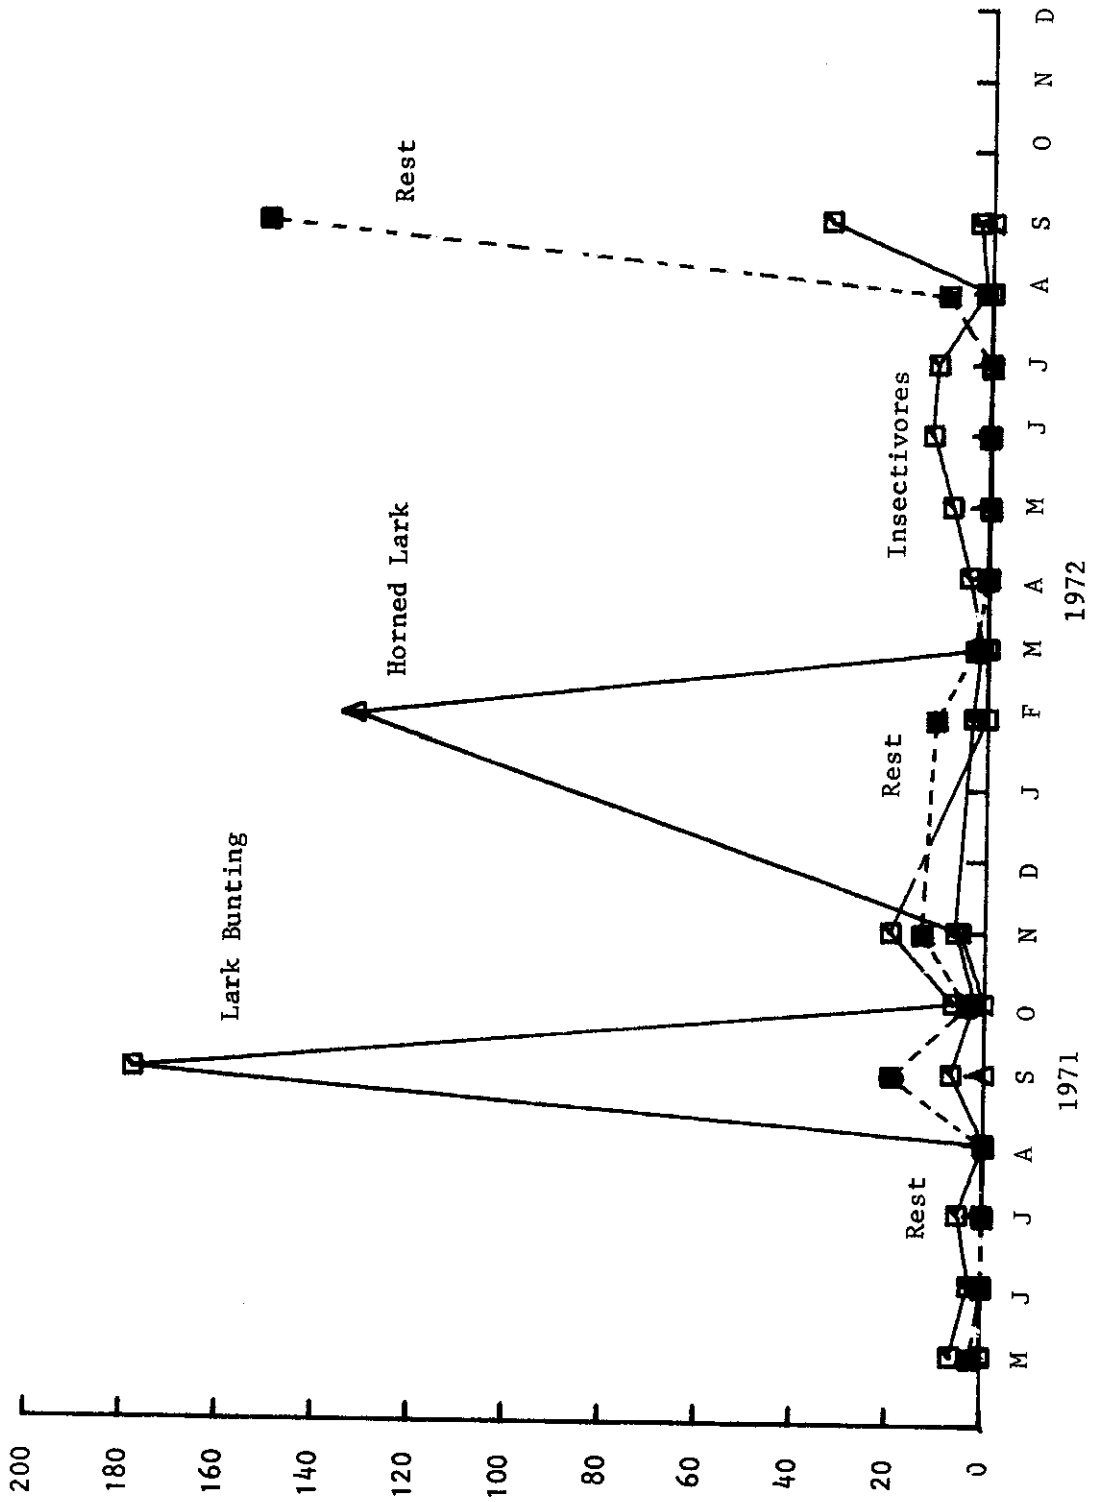 200
180
160
140
120
100
80
60
40
20
0
Lark Bunting
Horned Lark
Rest
Rest
Rest
Insectivores
M J J A S O N D J F M A M J J A S O N D
1971 1972